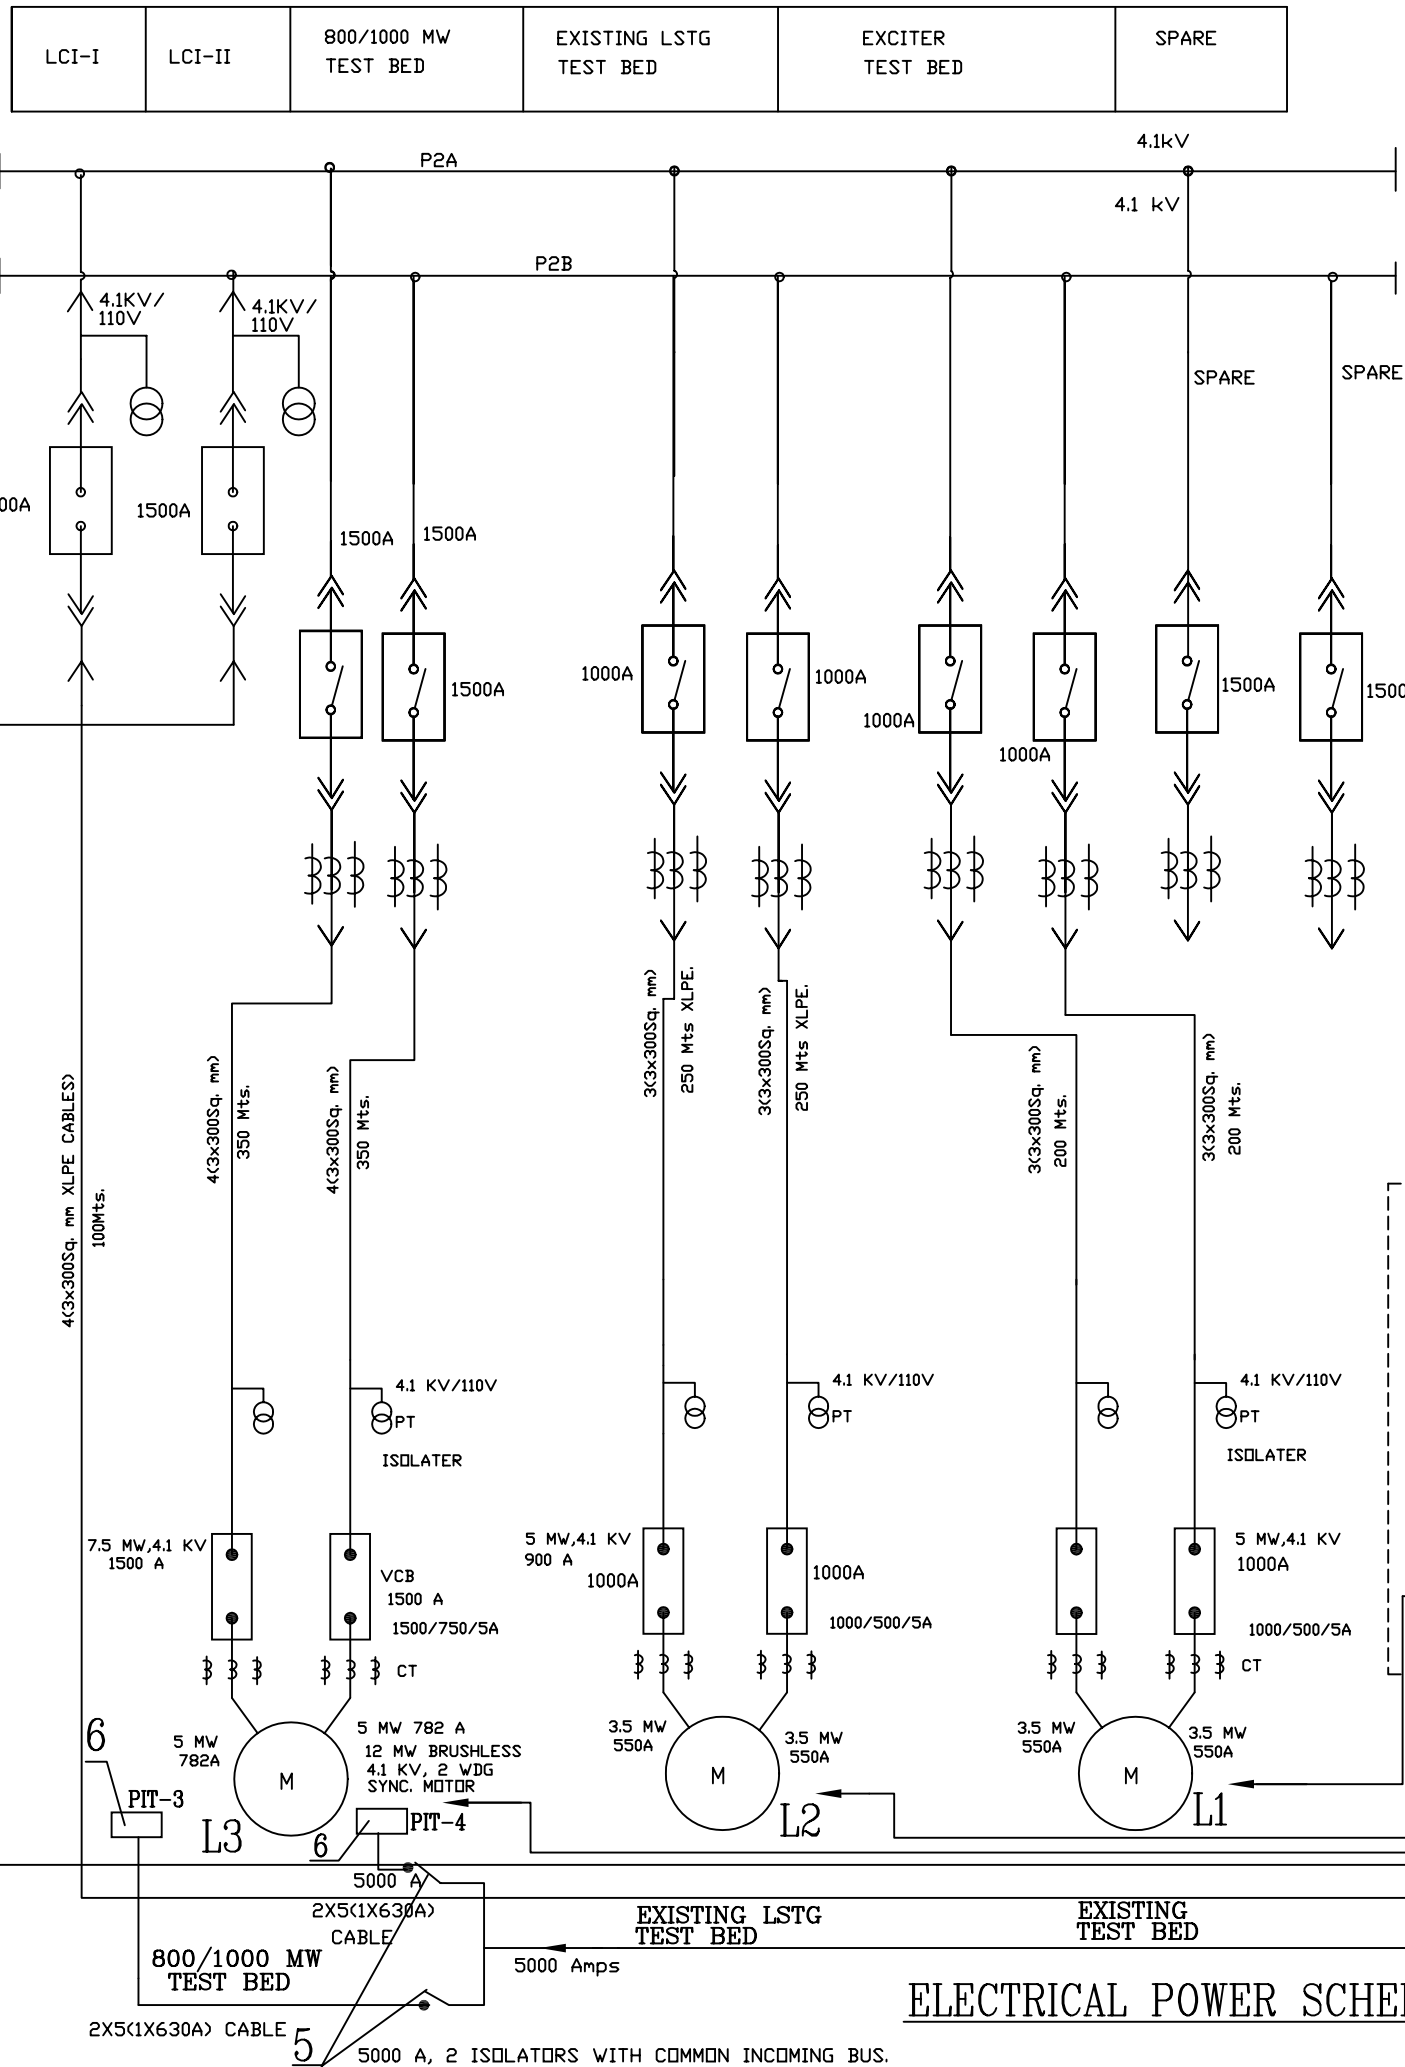 LCI-I
LCI-II
800/1000 MW
TEST BED
EXISTING LSTG
TEST BED
EXCITER
TEST BED
SPARE
4.1kV
P2A
4.1 kV
P2B
4.1KV/
110V
4.1KV/
110V
SPARE
SPARE
00A
1500A
1500A
1500A
1500A
1000A
1000A
1000A
1000A
1500A
1500
4(3x300Sq. mm XLPE CABLES)
100Mts.
4(3x300Sq. mm)
350 Mts.
4(3x300Sq. mm)
350 Mts.
3(3x300Sq. mm)
250 Mts XLPE.
3(3x300Sq. mm)
250 Mts XLPE.
3(3x300Sq. mm)
200 Mts.
3(3x300Sq. mm)
200 Mts.
4.1 KV/110V
PT
ISOLATER
4.1 KV/110V
PT
4.1 KV/110V
PT
ISOLATER
7.5 MW,4.1 KV
1500 A
VCB
1500 A
1500/750/5A
CT
5 MW,4.1 KV
900 A
1000A
1000A
1000/500/5A
5 MW,4.1 KV
1000A
1000/500/5A
CT
5 MW
782A
M
5 MW 782 A
12 MW BRUSHLESS
4.1 KV, 2 WDG
SYNC. MOTOR
3.5 MW
550A
M
3.5 MW
550A
3.5 MW
550A
M
3.5 MW
550A
6
PIT-3
L3
6
PIT-4
L2
L1
5000 A
2X5(1X630A)
CABLE
800/1000 MW
TEST BED
EXISTING LSTG
TEST BED
EXISTING
TEST BED
5000 Amps
2X5(1X630A) CABLE
5
5000 A, 2 ISOLATORS WITH COMMON INCOMING BUS.
ELECTRICAL POWER SCHE